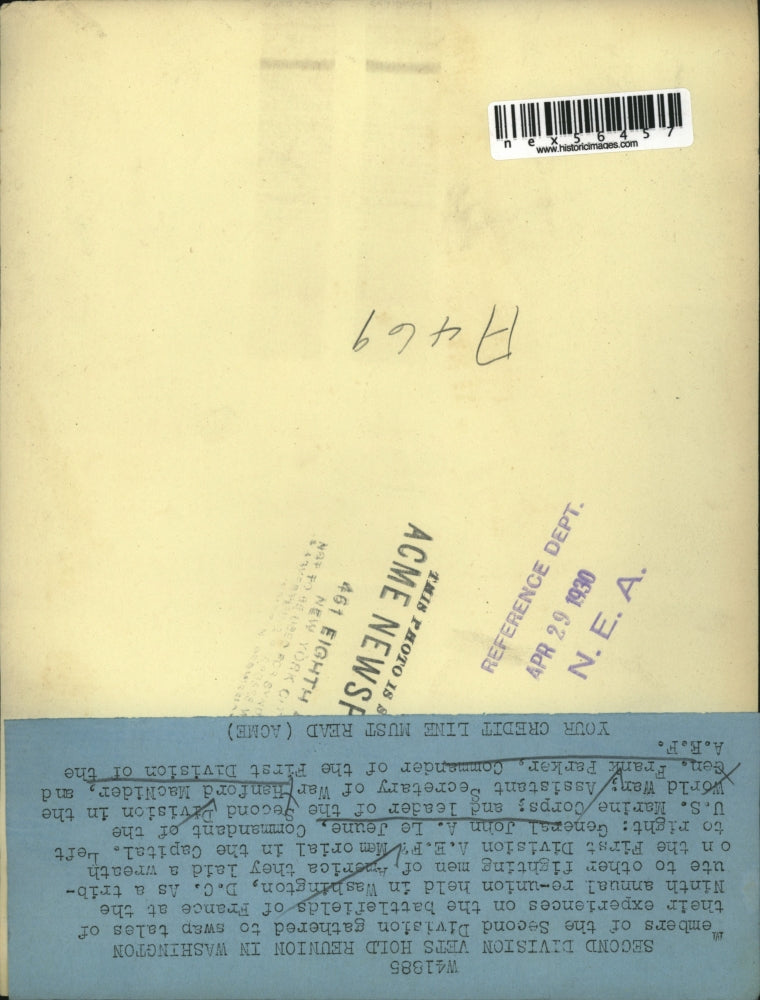 nex56457
www.historicimages.com
A469
REFERENCE DEPT.
APR 29 1930
N. E. A.
THIS PHOTO IS
ACME NEWSP
461 EIGHTH
NEW YORK
NOT TO BE USED FOR
W41885
SECOND DIVISION VETS HOLD REUNION IN WASHINGTON
Members of the Second Division gathered to swap tales of
their experiences on the battlefields of France at the
Ninth annual re-union held in Washington, D.C. As a trib-
ute to other fighting men of America they laid a wreath
on the First Division A.E.F. Memorial in the Capital. Left
to right: General John A. Le Jeune, Commandant of the
U.S. Marine Corps; and leader of the Second Division in the
World War; Assistant Secretary of War Hanford MacNider, and
Gen. Frank Parker, Commander of the First Division of the
A.E.F.
YOUR CREDIT LINE MUST READ (ACME)